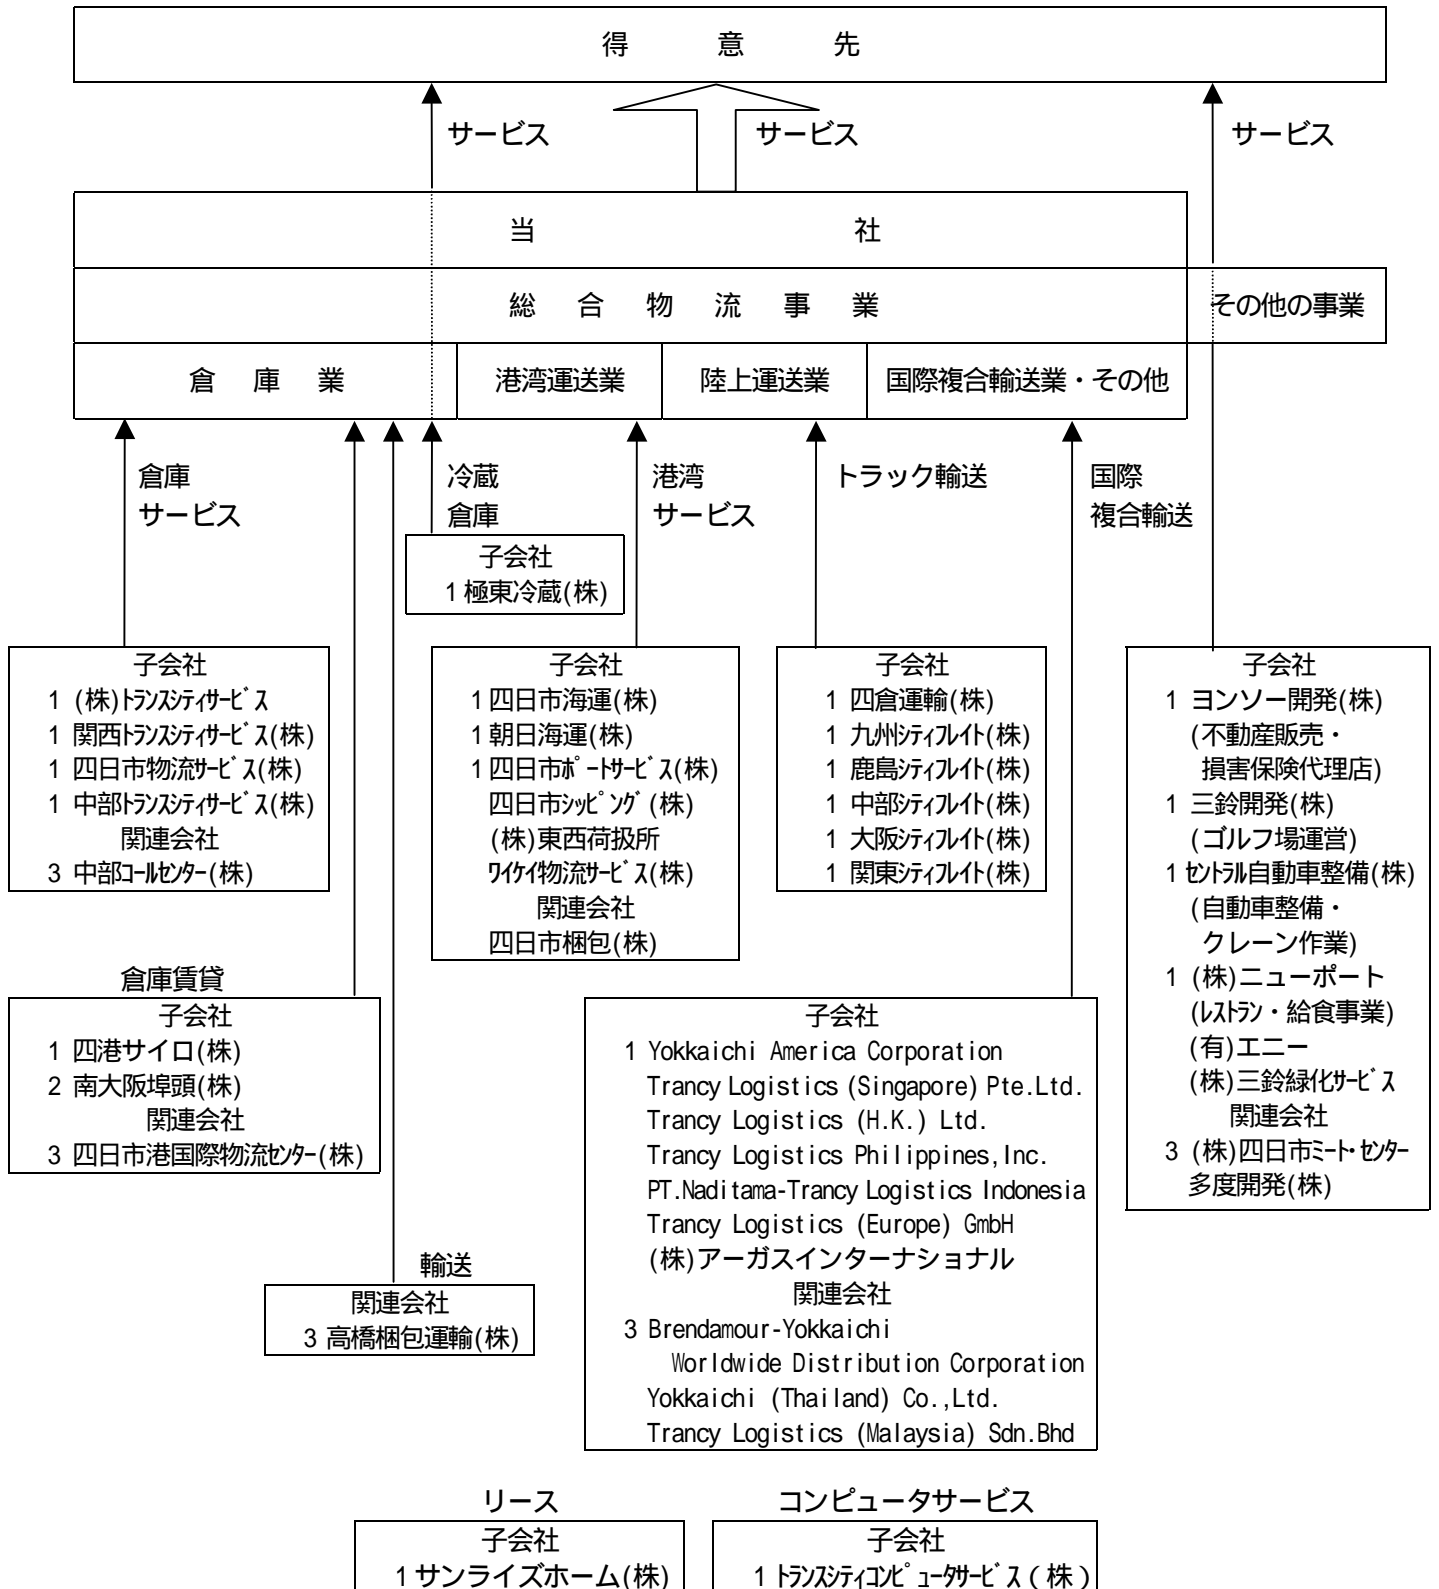 得意先
サービス
サービス
サービス
当社
総合物流事業
その他の事業
倉庫業
港湾運送業
陸上運送業
国際複合輸送業・その他
倉庫
サービス
冷蔵
倉庫
港湾
サービス
トラック輸送
国際
複合輸送
子会社
1 極東冷蔵(株)
子会社
1 (株)トランスシティサービス
1 関西トランスシティサービス(株)
1 四日市物流サービス(株)
1 中部トランスシティサービス(株)
関連会社
3 中部コールセンター(株)
子会社
1 四日市海運(株)
1 朝日海運(株)
1 四日市ポートサービス(株)
四日市シッピング(株)
(株)東西荷扱所
ワイケイ物流サービス(株)
関連会社
四日市梱包(株)
子会社
1 四倉運輸(株)
1 九州シティフレイト(株)
1 鹿島シティフレイト(株)
1 中部シティフレイト(株)
1 大阪シティフレイト(株)
1 関東シティフレイト(株)
子会社
1 ヨンソー開発(株)
(不動産販売・
損害保険代理店)
1 三鈴開発(株)
(ゴルフ場運営)
1 セントラル自動車整備(株)
(自動車整備・
クレーン作業)
1 (株)ニューポート
(レストラン・給食事業)
(有)エニー
(株)三鈴緑化サービス
関連会社
3 (株)四日市ミート・センター
多度開発(株)
倉庫賃貸
子会社
1 四港サイロ(株)
2 南大阪埠頭(株)
関連会社
3 四日市港国際物流センター(株)
子会社
1 Yokkaichi America Corporation
Trancy Logistics (Singapore) Pte.Ltd.
Trancy Logistics (H.K.) Ltd.
Trancy Logistics Philippines,Inc.
PT.Naditama-Trancy Logistics Indonesia
Trancy Logistics (Europe) GmbH
(株)アーガスインターナショナル
関連会社
3 Brendamour-Yokkaichi
Worldwide Distribution Corporation
Yokkaichi (Thailand) Co.,Ltd.
Trancy Logistics (Malaysia) Sdn.Bhd
輸送
関連会社
3 高橋梱包運輸(株)
リース
子会社
1 サンライズホーム(株)
コンピュータサービス
子会社
1 トランスシティコンピュータサービス(株)